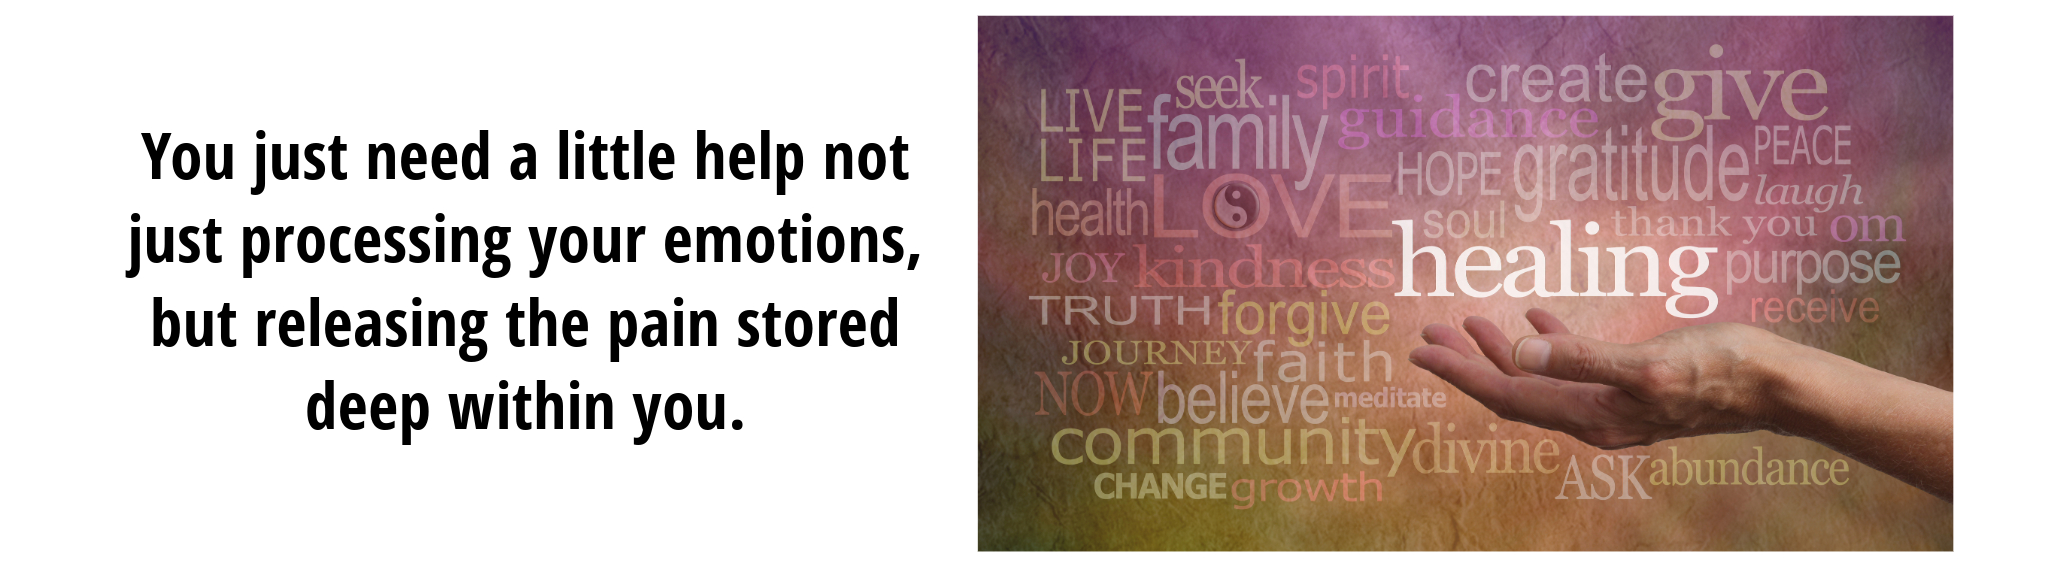 You just need a little help not
just processing your emotions,
but releasing the pain stored
deep within you.
seek spirit create give
LIVE family guidance
LIFE HOPE gratitude PEACE
health LOVE soul thank you laugh om
JOY kindness healing purpose
TRUTH forgive receive
JOURNEY faith
NOW believe meditate
community divine
CHANGE growth ASK abundance